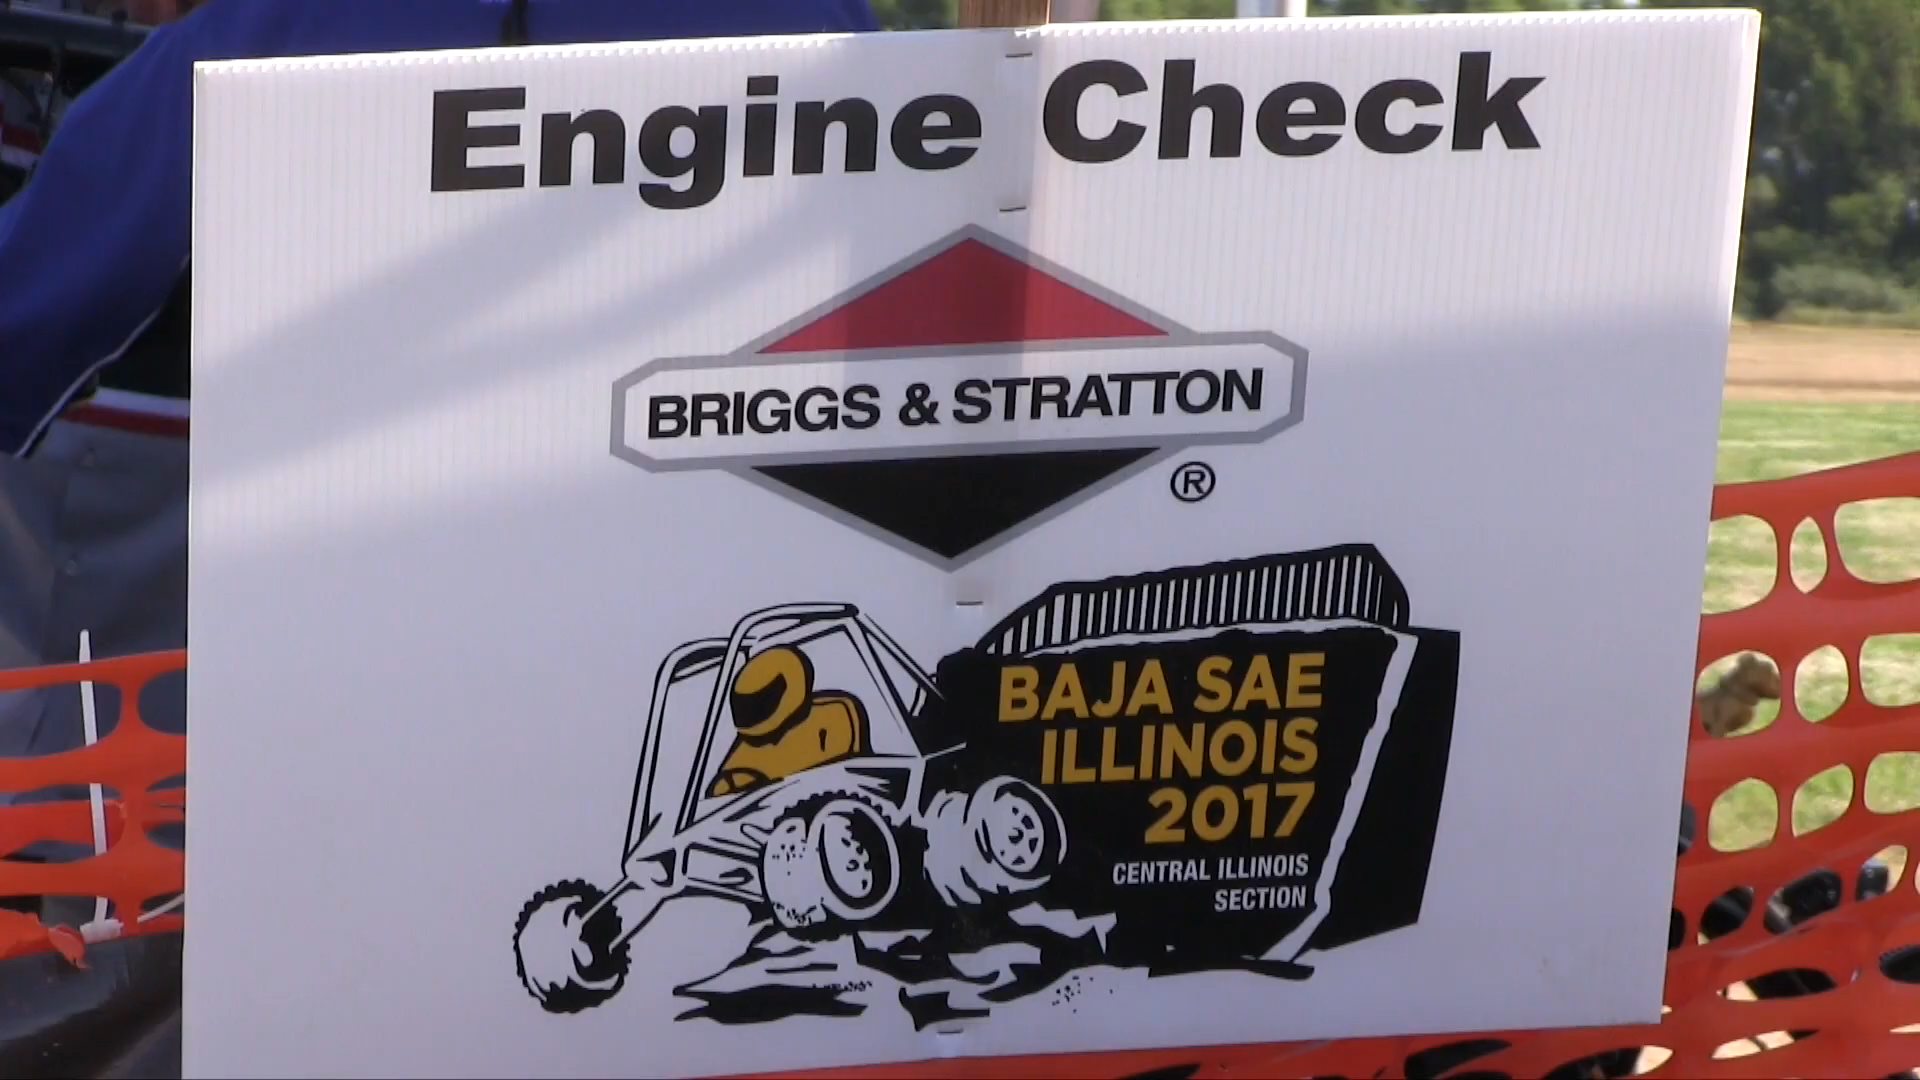 Engine Check
BRIGGS & STRATTON
®
BAJA SAE
ILLINOIS
2017
CENTRAL ILLINOIS
SECTION